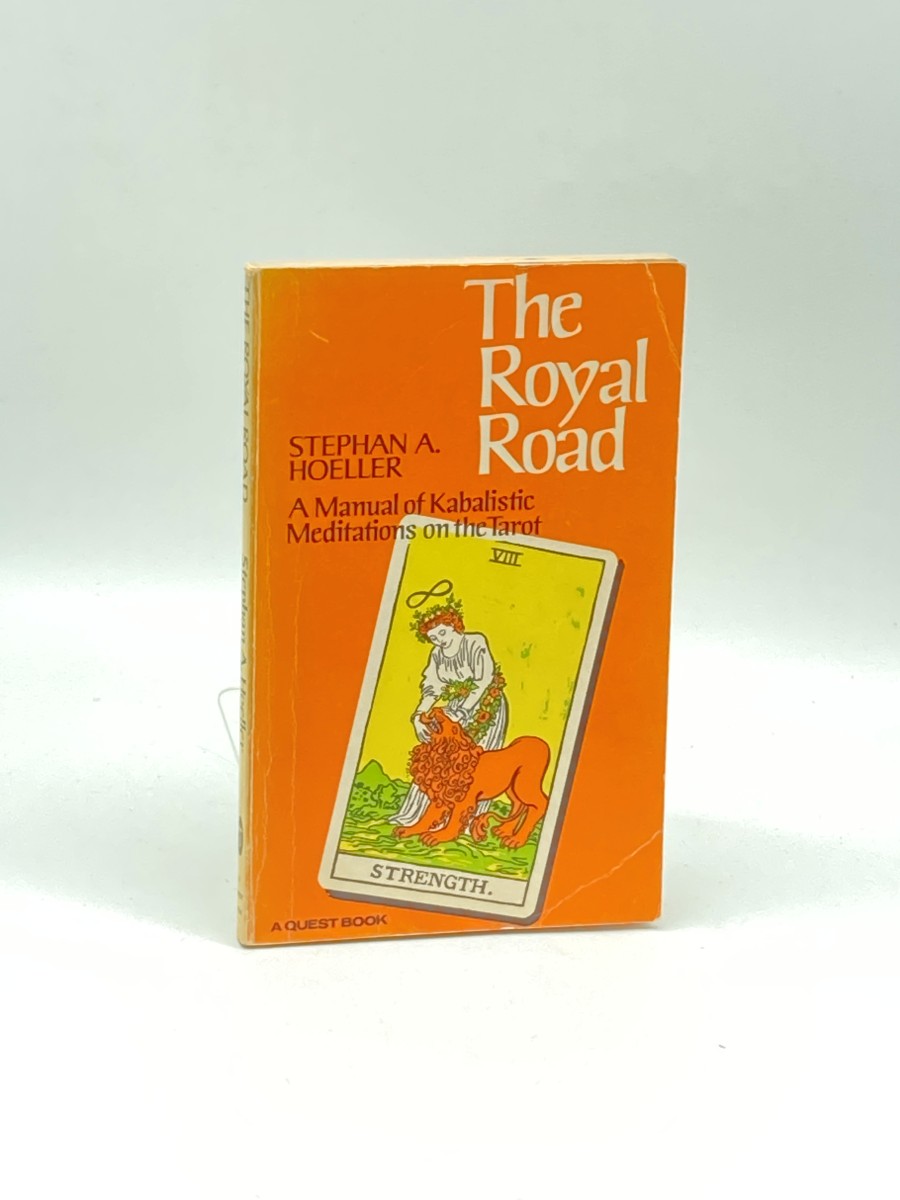 The
Royal
Road
STEPHAN A.
HOELLER
A Manual of Kabalistic
Meditations on the Tarot
VIII
STRENGTH.
A QUEST BOOK
THE ROYAL ROAD
Stephan A. Hoeller